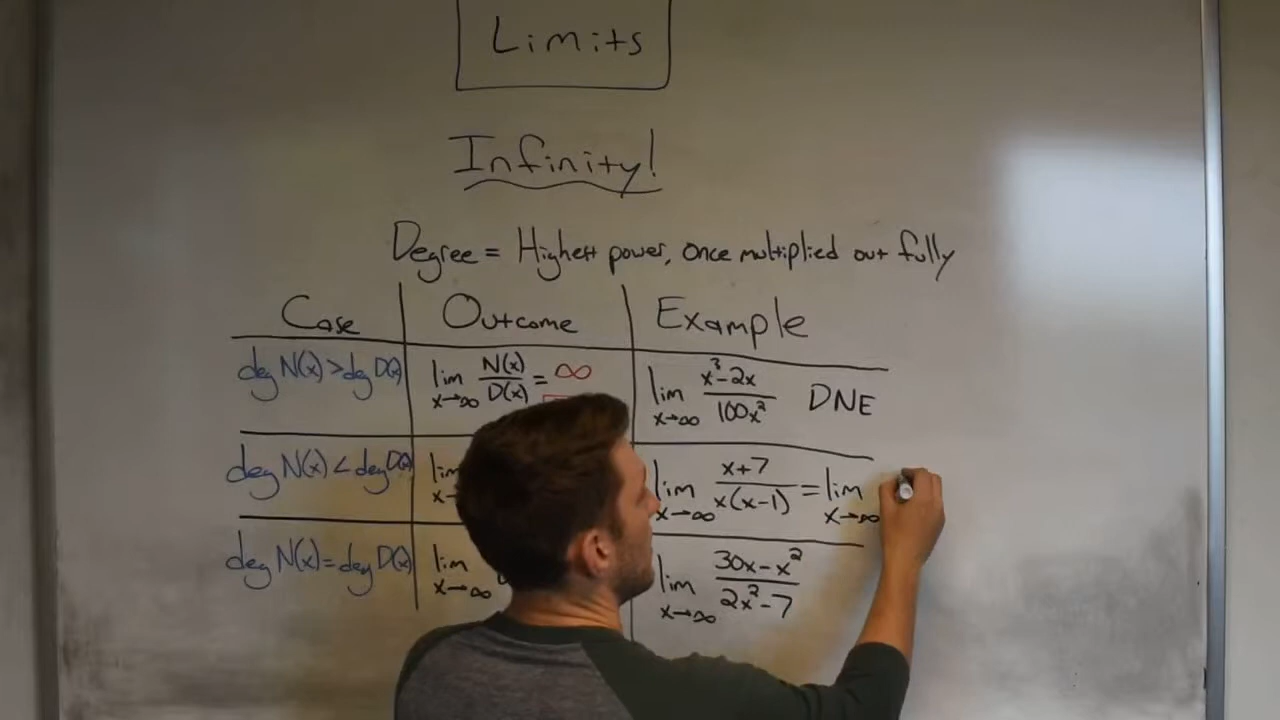 Limits
Infinity!
Degree = Highest power, once multiplied out fully
Case Outcome Example
deg N(x) > deg D(x) lim x→∞ N(x)/D(x) = ∞ lim x→∞ x³-2x/100x² DNE
deg N(x) < deg D(x) lim lim x→∞ x+7/x(x-1) = lim x→∞
deg N(x) = deg D(x) lim x→∞ lim x→∞ 30x-x²/2x²-7